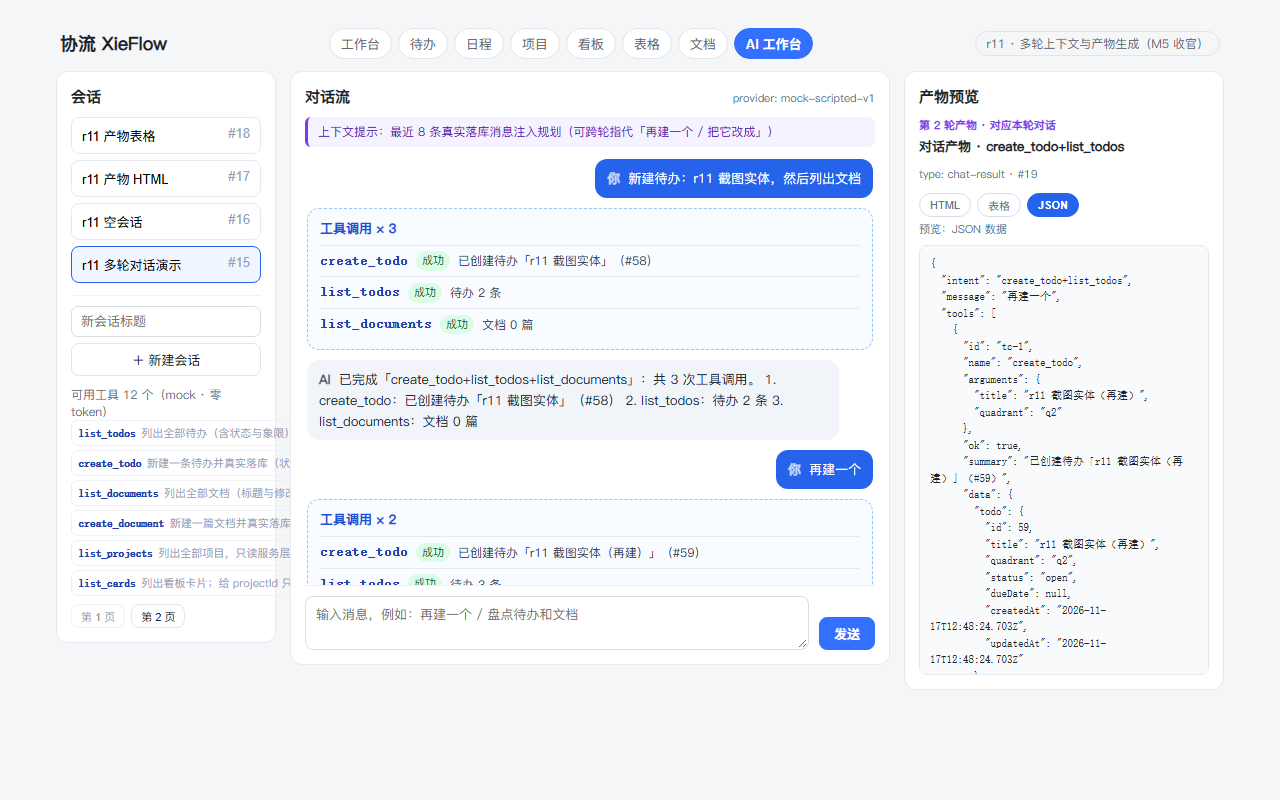 协流 XieFlow
工作台
待办
日程
项目
看板
表格
文档
AI 工作台
r11 · 多轮上下文与产物生成（M5 收官）
会话
r11 产物表格 #18
r11 产物 HTML #17
r11 空会话 #16
r11 多轮对话演示 #15
新会话标题
＋ 新建会话
可用工具 12 个（mock · 零
token）
list_todos 列出全部待办（含状态与象限）
create_todo 新建一条待办并真实落库（状
list_documents 列出全部文档（标题与修
create_document 新建一篇文档并真实落库
list_projects 列出全部项目，只读服务层
list_cards 列出看板卡片；给 projectId 只
第 1 页
第 2 页
对话流
provider: mock-scripted-v1
上下文提示：最近 8 条真实落库消息注入规划（可跨轮指代「再建一个 / 把它改成」）
你 新建待办：r11 截图实体，然后列出文档
工具调用 × 3
create_todo 成功 已创建待办「r11 截图实体」（#58）
list_todos 成功 待办 2 条
list_documents 成功 文档 0 篇
AI 已完成「create_todo+list_todos+list_documents」：共 3 次工具调用。 1.
create_todo：已创建待办「r11 截图实体」（#58） 2. list_todos：待办 2 条 3.
list_documents：文档 0 篇
你 再建一个
工具调用 × 2
create_todo 成功 已创建待办「r11 截图实体（再建）」（#59）
list_todos 成功 待办 3 条
输入消息，例如：再建一个 / 盘点待办和文档
发送
产物预览
第 2 轮产物 · 对应本轮对话
对话产物 · create_todo+list_todos
type: chat-result · #19
HTML
表格
JSON
预览：JSON 数据
{
"intent": "create_todo+list_todos",
"message": "再建一个",
"tools": [
{
"id": "tc-1",
"name": "create_todo",
"arguments": {
"title": "r11 截图实体（再建）",
"quadrant": "q2"
},
"ok": true,
"summary": "已创建待办「r11 截图实体（再
建）」（#59）",
"data": {
"todo": {
"id": 59,
"title": "r11 截图实体（再建）",
"quadrant": "q2",
"status": "open",
"dueDate": null,
"createdAt": "2026-11-
17T12:48:24.703Z",
"updatedAt": "2026-11-
17T12:48:24.703Z"
}